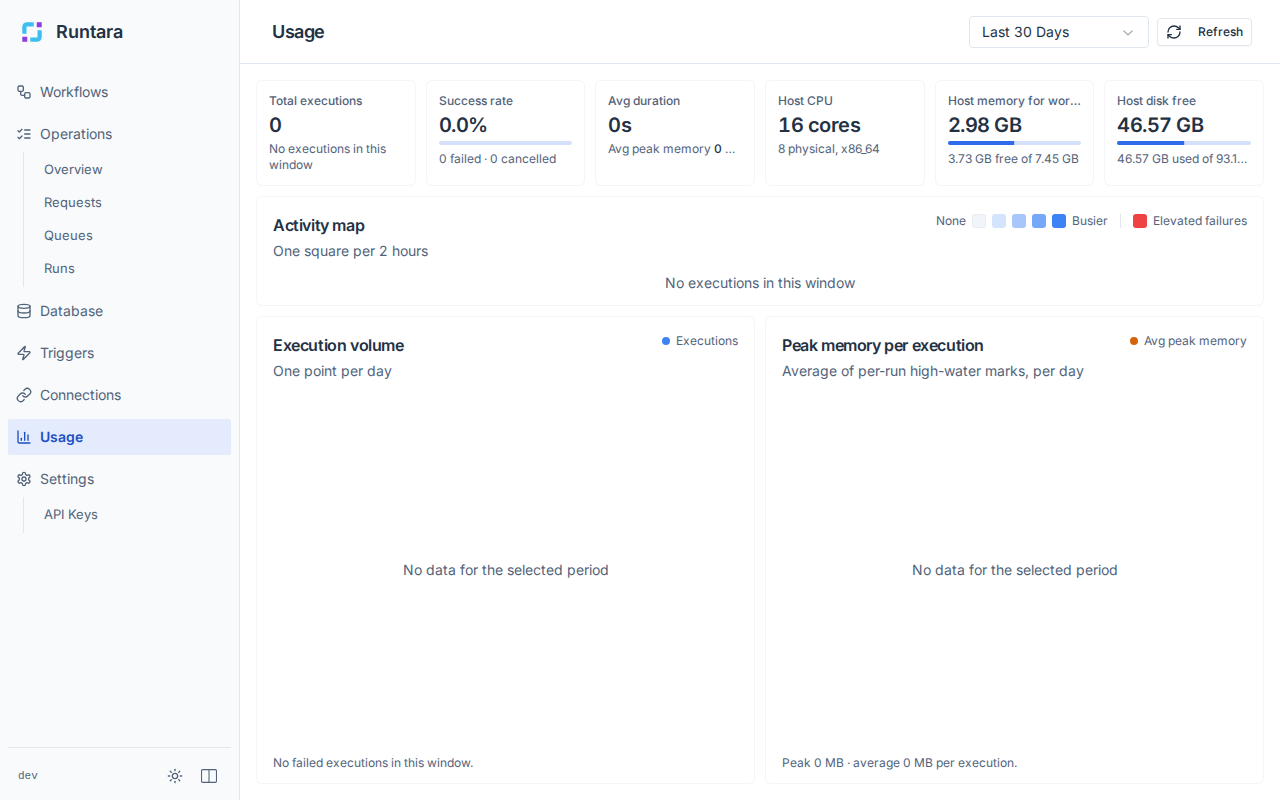 Runtara
Usage
Last 30 Days
Refresh
Workflows
Operations
Overview
Requests
Queues
Runs
Database
Triggers
Connections
Usage
Settings
API Keys
dev
Total executions
0
No executions in this
window
Success rate
0.0%
0 failed · 0 cancelled
Avg duration
0s
Avg peak memory 0 ...
Host CPU
16 cores
8 physical, x86_64
Host memory for wor...
2.98 GB
3.73 GB free of 7.45 GB
Host disk free
46.57 GB
46.57 GB used of 93.1...
Activity map
One square per 2 hours
None
Busier
Elevated failures
No executions in this window
Execution volume
One point per day
Executions
No data for the selected period
No failed executions in this window.
Peak memory per execution
Average of per-run high-water marks, per day
Avg peak memory
No data for the selected period
Peak 0 MB · average 0 MB per execution.